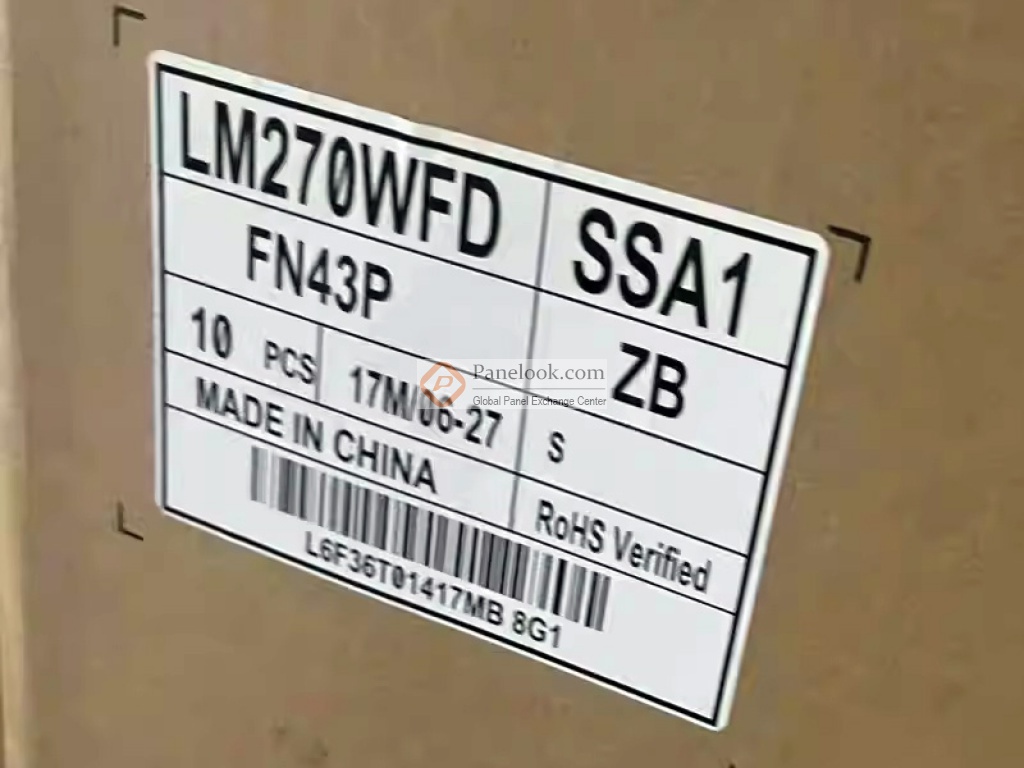 LM270WFD SSA1
FN43P ZB
10 PCS 17M/06-27 S
MADE IN CHINA RoHS Verified
L6F36T01417MB 8G1
Panelook.com
Global Panel Exchange Center